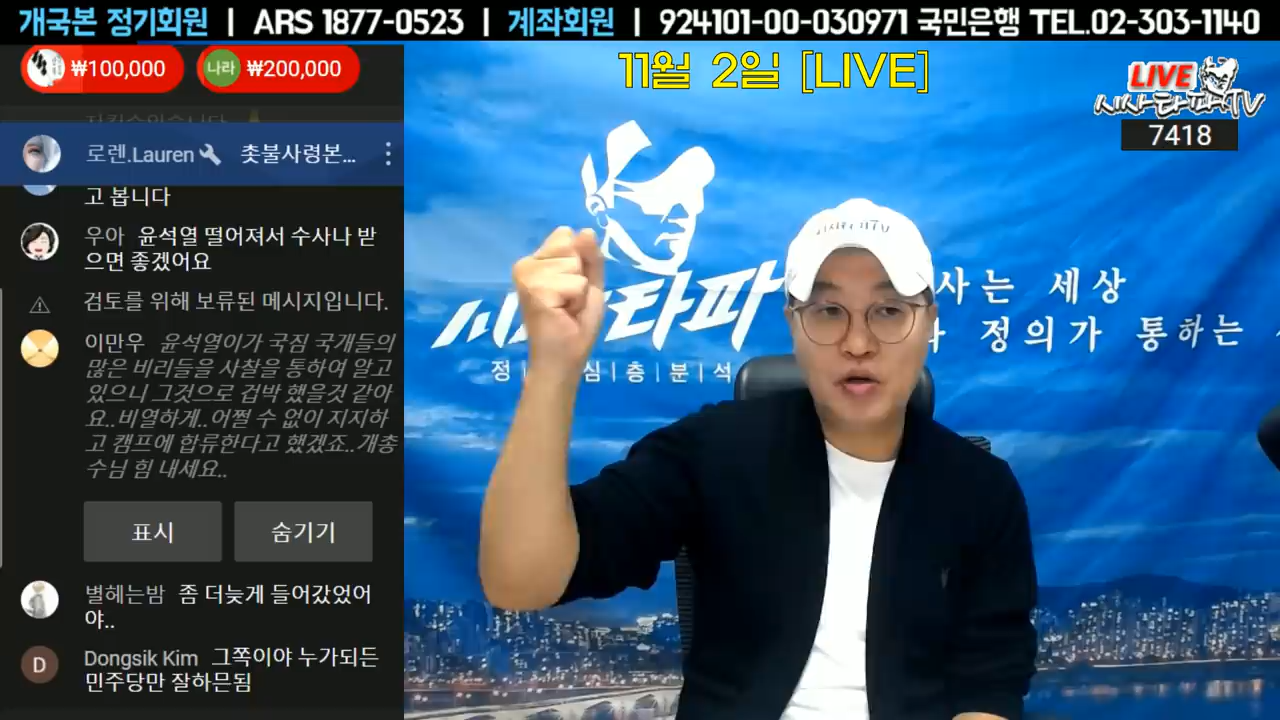 개국본 정기회원 | ARS 1877-0523 | 계좌회원 | 924101-00-030971 국민은행 TEL.02-303-1140
₩100,000
나라 ₩200,000
11월 2일 [LIVE]
LIVE
시사타파TV
7418
로렌.Lauren 촛불사령본...
고 봅니다
우아 윤석열 떨어져서 수사나 받
으면 좋겠어요
검토를 위해 보류된 메시지입니다.
이만우 윤석열이가 국짐 국개들의
많은 비리들을 사찰을 통하여 알고
있으니 그것으로 겁박 했을것 같아
요..비열하게..어쩔 수 없이 지지하
고 캠프에 합류한다고 했겠죠..개총
수님 힘 내세요..
표시 숨기기
별헤는밤 좀 더늦게 들어갔었어
야..
D Dongsik Kim 그쪽이야 누가되든
민주당만 잘하믄됨
타파
사는 세상
정의가 통하는
정 심|층|분|석